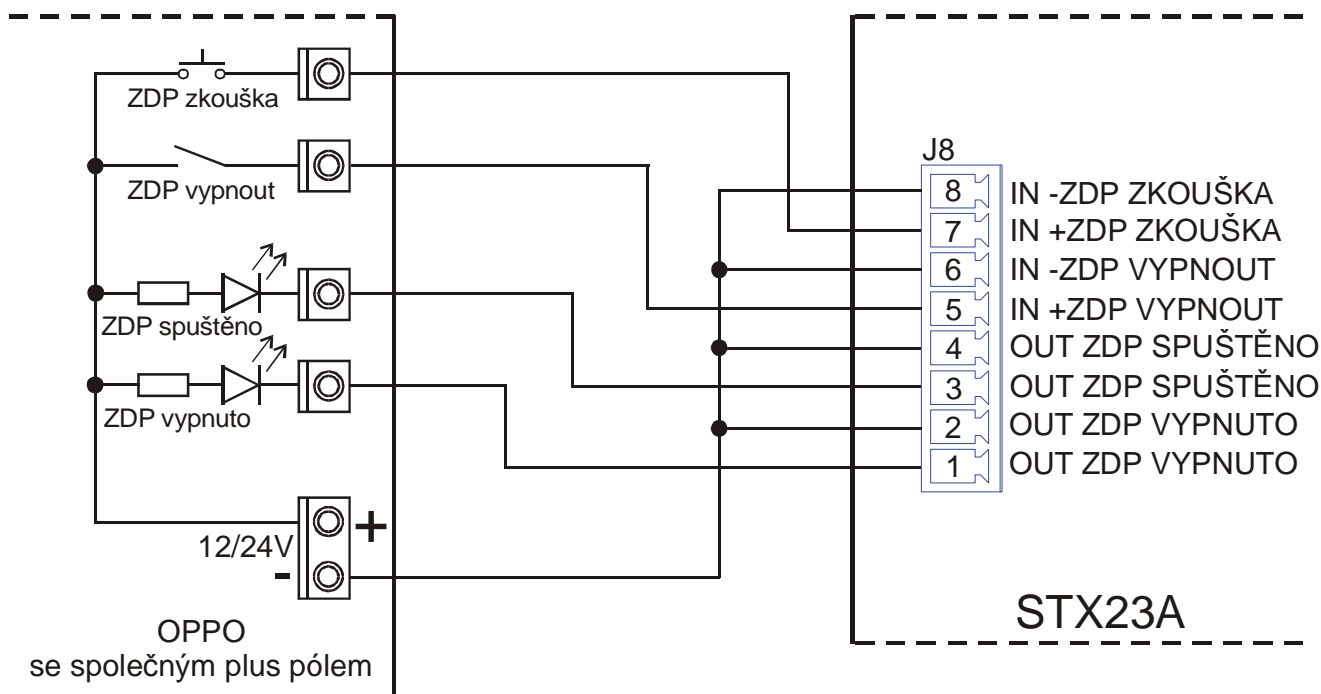 ZDP zkouška
ZDP vypnout
ZDP spuštěno
ZDP vypnuto
+
12/24V
-
OPPO
se společným plus pólem
J8
8 IN -ZDP ZKOUŠKA
7 IN +ZDP ZKOUŠKA
6 IN -ZDP VYPNOUT
5 IN +ZDP VYPNOUT
4 OUT ZDP SPUŠTĚNO
3 OUT ZDP SPUŠTĚNO
2 OUT ZDP VYPNUTO
1 OUT ZDP VYPNUTO
STX23A